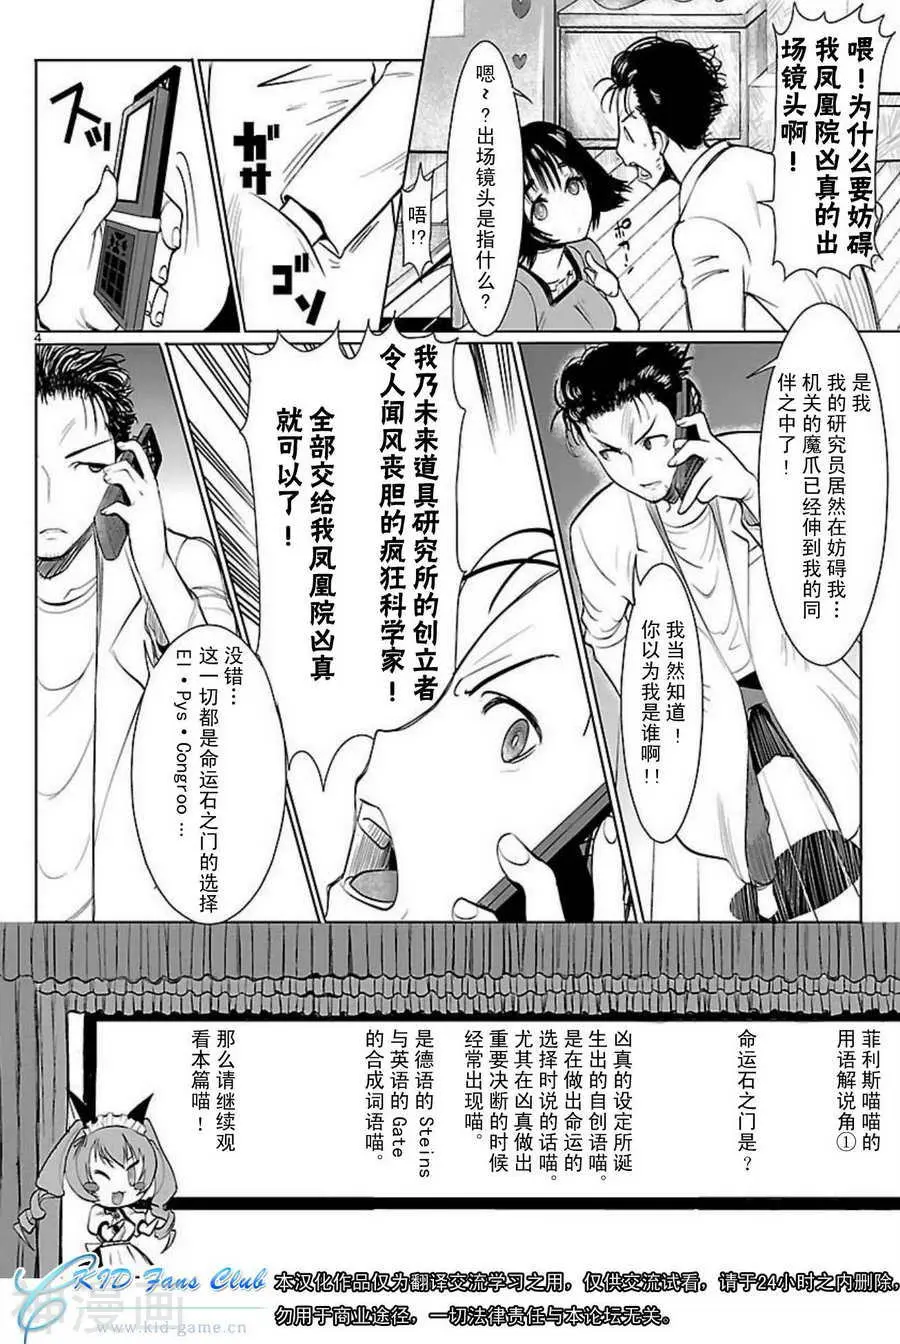 喂！为什么要妨碍
我凤凰院凶真的出
场镜头啊！
嗯~？出场镜头是指什么？
唔!?
ガサ
ゴソ
4
是我
我的研究员居然在妨碍我…
机关的魔爪已经伸到我的同
伴之中了！
我当然知道！
你以为我是谁啊!!
我乃未来道具研究所的创立者
令人闻风丧胆的疯狂科学家！
全部交给我凤凰院凶真
就可以了！
没错…
这一切都是命运石之门的选择
El・Pys・Congroo…
菲利斯喵喵的
用语解说角①
命运石之门是？
凶真的设定所诞
生出的自创语喵。
是在做出命运的
选择时说的话喵。
尤其在凶真做出
重要决断的时候
经常出现喵。
是德语的 Steins
与英语的 Gate
的合成词语喵。
那么请继续观
看本篇喵！
KID Fans Club
www.kid-game.cn
本汉化作品仅为翻译交流学习之用，仅供交流试看，请于24小时之内删除，
勿用于商业途径，一切法律责任与本论坛无关。